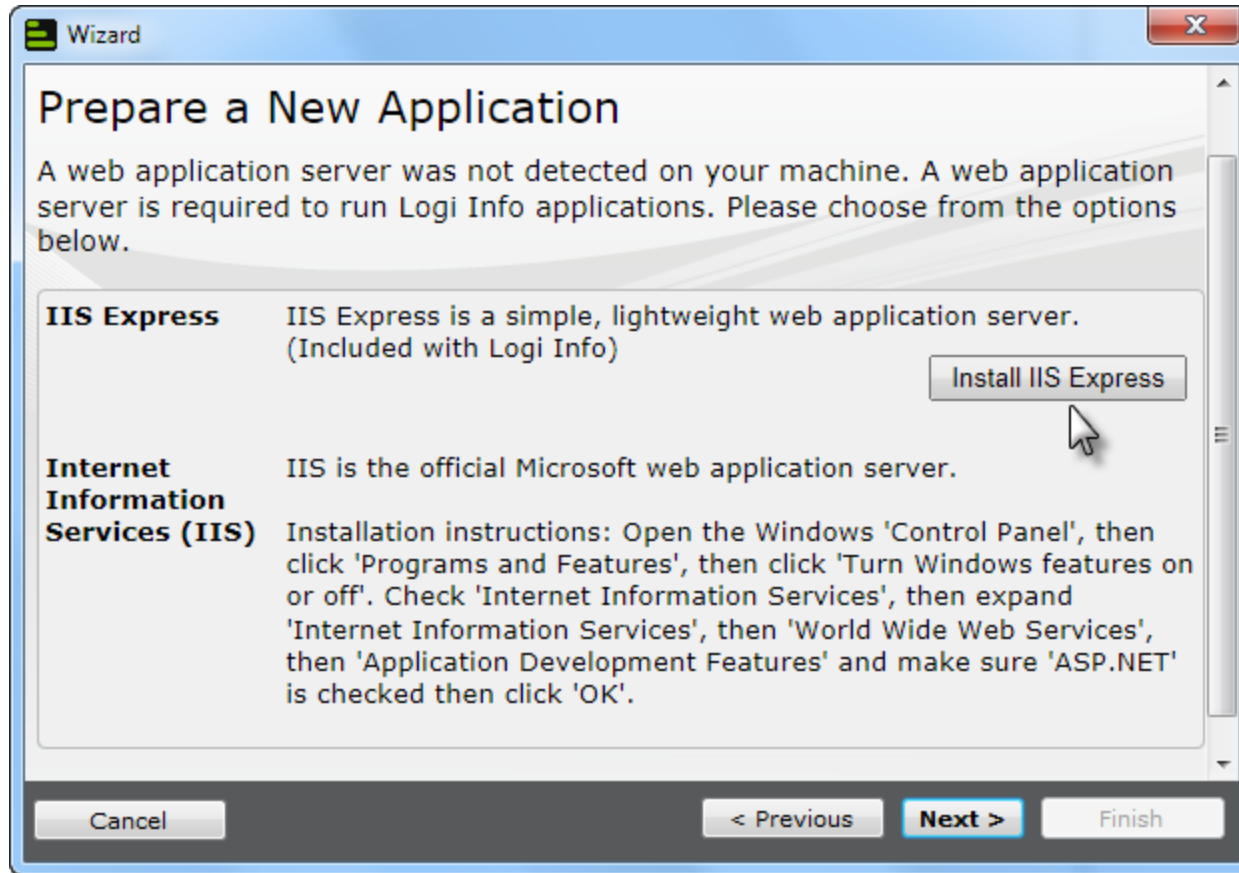 Wizard
Prepare a New Application
A web application server was not detected on your machine. A web application
server is required to run Logi Info applications. Please choose from the options
below.
IIS Express
IIS Express is a simple, lightweight web application server.
(Included with Logi Info)
Install IIS Express
Internet
Information
Services (IIS)
IIS is the official Microsoft web application server.
Installation instructions: Open the Windows 'Control Panel', then
click 'Programs and Features', then click 'Turn Windows features on
or off'. Check 'Internet Information Services', then expand
'Internet Information Services', then 'World Wide Web Services',
then 'Application Development Features' and make sure 'ASP.NET'
is checked then click 'OK'.
Cancel
< Previous
Next >
Finish